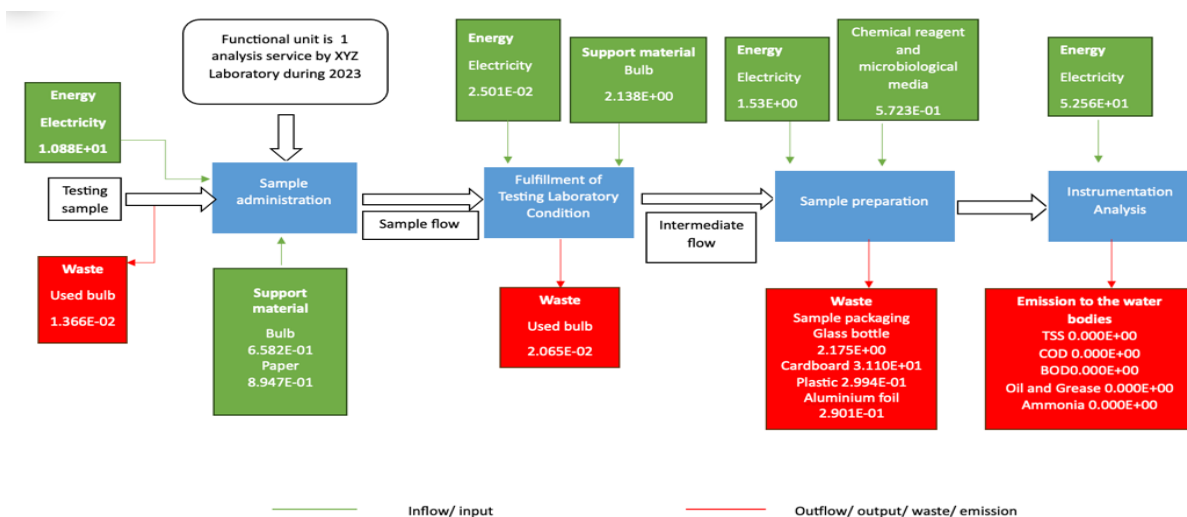 Functional unit is 1
analysis service by XYZ
Laboratory during 2023
Energy
Electricity
1.088E+01
Testing
sample
Waste
Used bulb
1.366E-02
Sample
administration
Support
material
Bulb
6.582E-01
Paper
8.947E-01
Sample flow
Energy
Electricity
2.501E-02
Support material
Bulb
2.138E+00
Fulfillment of
Testing Laboratory
Condition
Waste
Used bulb
2.065E-02
Intermediate
flow
Energy
Electricity
1.53E+00
Chemical reagent
and
microbiological
media
5.723E-01
Sample preparation
Waste
Sample packaging
Glass bottle
2.175E+00
Cardboard 3.110E+01
Plastic 2.994E-01
Aluminium foil
2.901E-01
Energy
Electricity
5.256E+01
Instrumentation
Analysis
Emission to the water
bodies
TSS 0.000E+00
COD 0.000E+00
BOD0.000E+00
Oil and Grease 0.000E+00
Ammonia 0.000E+00
Inflow/ input
Outflow/ output/ waste/ emission